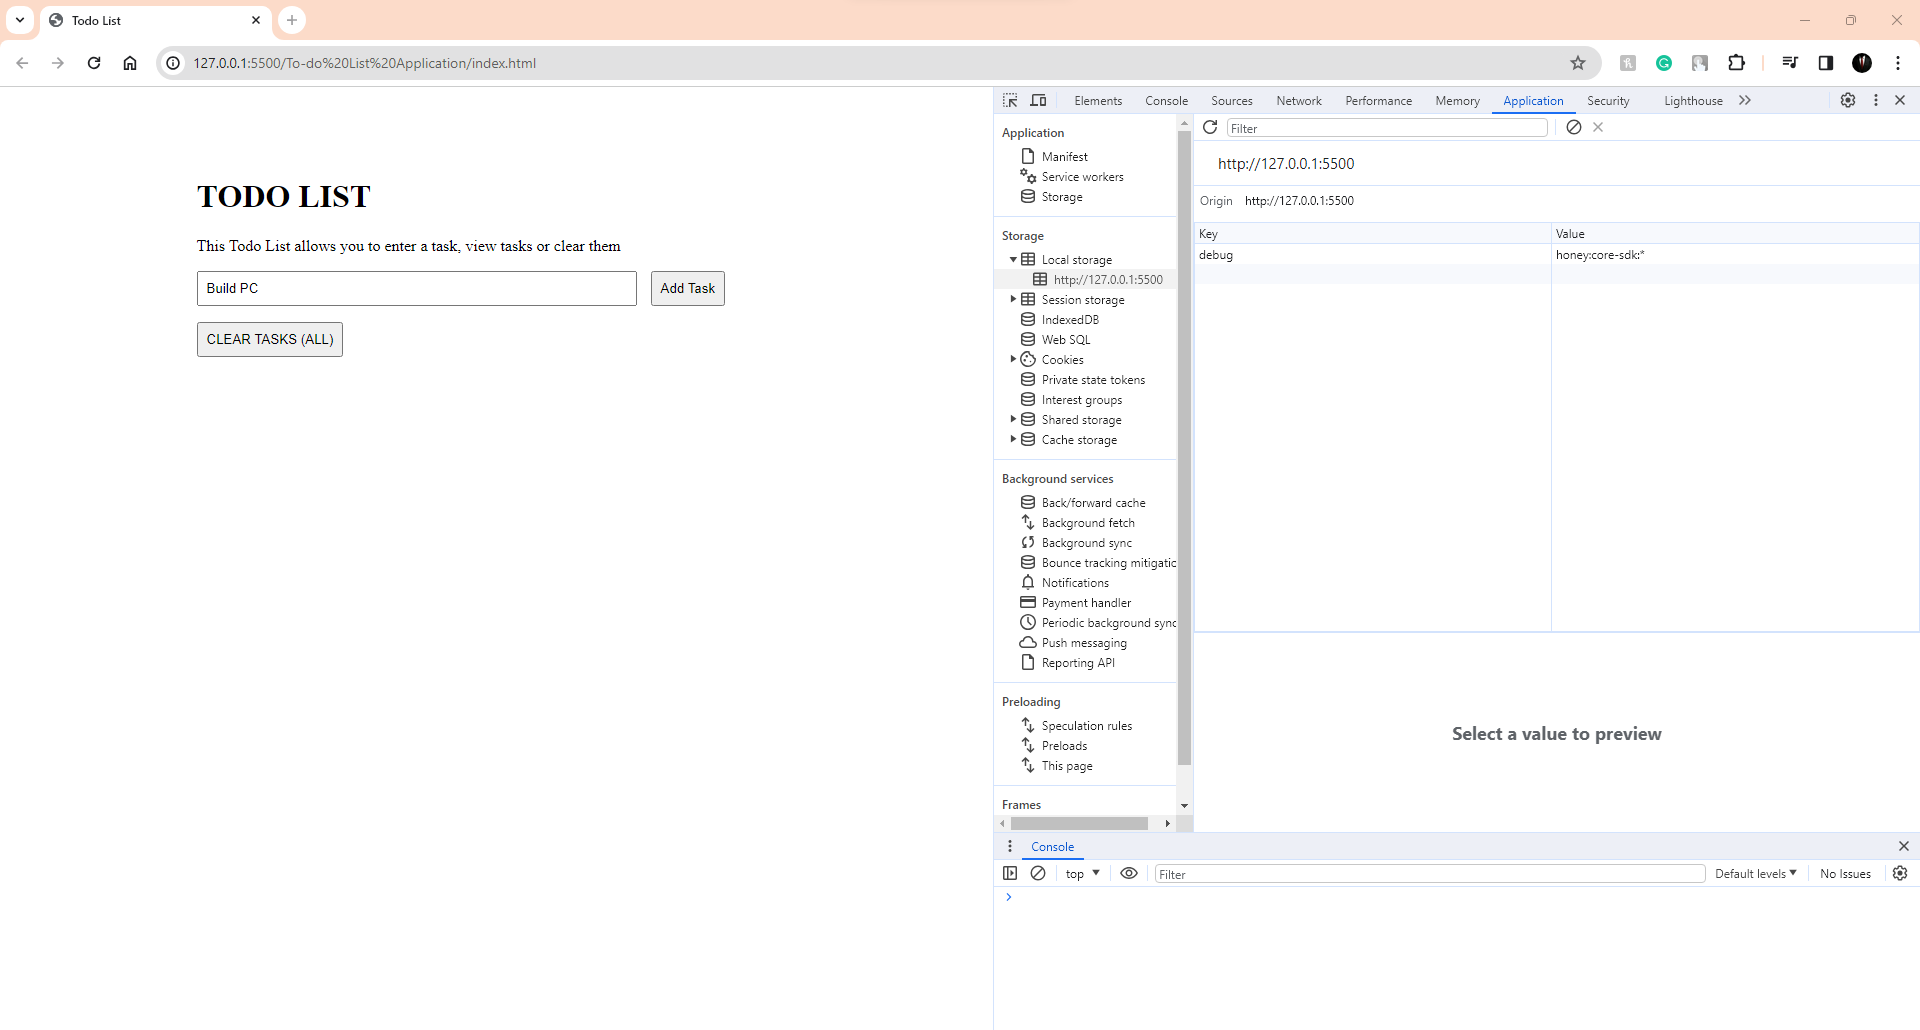 Todo List
127.0.0.1:5500/To-do%20List%20Application/index.html
TODO LIST
This Todo List allows you to enter a task, view tasks or clear them
Build PC
Add Task
CLEAR TASKS (ALL)
Elements Console Sources Network Performance Memory Application Security Lighthouse
Application
Manifest
Service workers
Storage
Storage
Local storage
http://127.0.0.1:5500
Session storage
IndexedDB
Web SQL
Cookies
Private state tokens
Interest groups
Shared storage
Cache storage
Background services
Back/forward cache
Background fetch
Background sync
Bounce tracking mitigatic
Notifications
Payment handler
Periodic background sync
Push messaging
Reporting API
Preloading
Speculation rules
Preloads
This page
Frames
Filter
http://127.0.0.1:5500
Origin http://127.0.0.1:5500
Key Value
debug honey:core-sdk:*
Select a value to preview
Console
top Filter Default levels No Issues